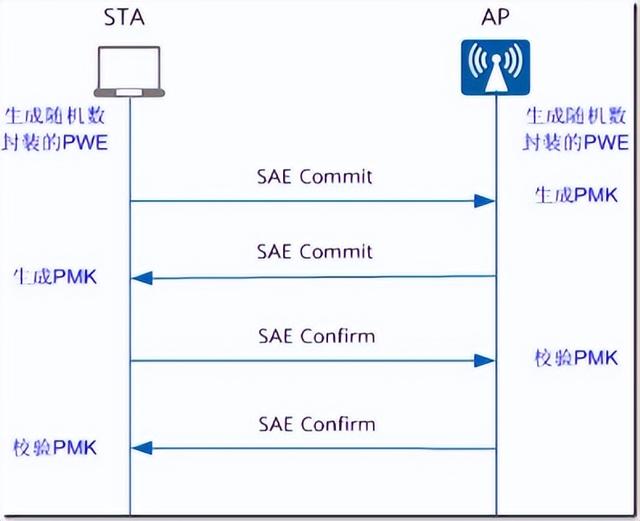 STA
AP
生成随机数
封装的PWE
生成随机数
封装的PWE
SAE Commit
生成PMK
SAE Commit
生成PMK
SAE Confirm
校验PMK
SAE Confirm
校验PMK